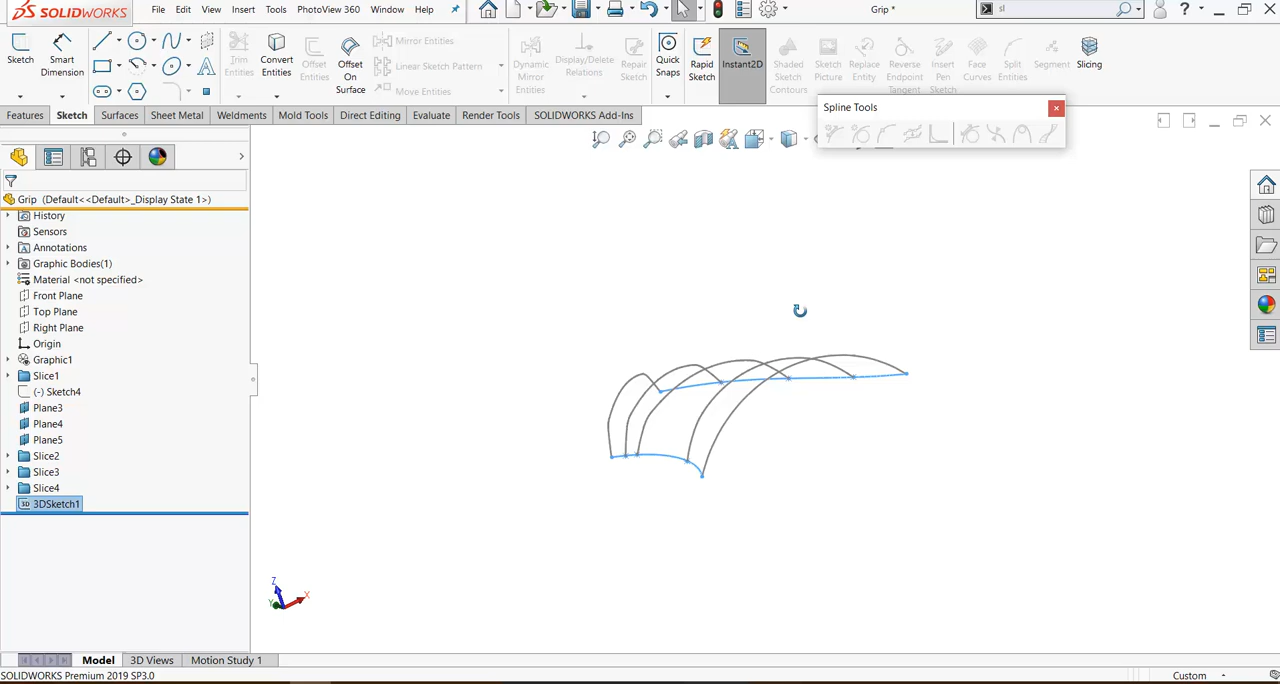 SOLIDWORKS
File Edit View Insert Tools PhotoView 360 Window Help
Grip *
sl
Sketch
Smart Dimension
Trim Entities
Convert Entities
Offset Entities
Offset On Surface
Mirror Entities
Linear Sketch Pattern
Move Entities
Dynamic Mirror Entities
Display/Delete Relations
Repair Sketch
Quick Snaps
Rapid Sketch
Instant2D
Shaded Sketch Contours
Sketch Picture
Replace Entity
Reverse Endpoint Tangent
Insert Pen Sketch
Face Curves
Split Entities
Segment
Slicing
Features Sketch Surfaces Sheet Metal Weldments Mold Tools Direct Editing Evaluate Render Tools SOLIDWORKS Add-Ins
Spline Tools
Grip (Default<<Default>_Display State 1>)
History
Sensors
Annotations
Graphic Bodies(1)
Material <not specified>
Front Plane
Top Plane
Right Plane
Origin
Graphic1
Slice1
(-) Sketch4
Plane3
Plane4
Plane5
Slice2
Slice3
Slice4
3D 3DSketch1
Z
X
Y
Model 3D Views Motion Study 1
SOLIDWORKS Premium 2019 SP3.0
Custom